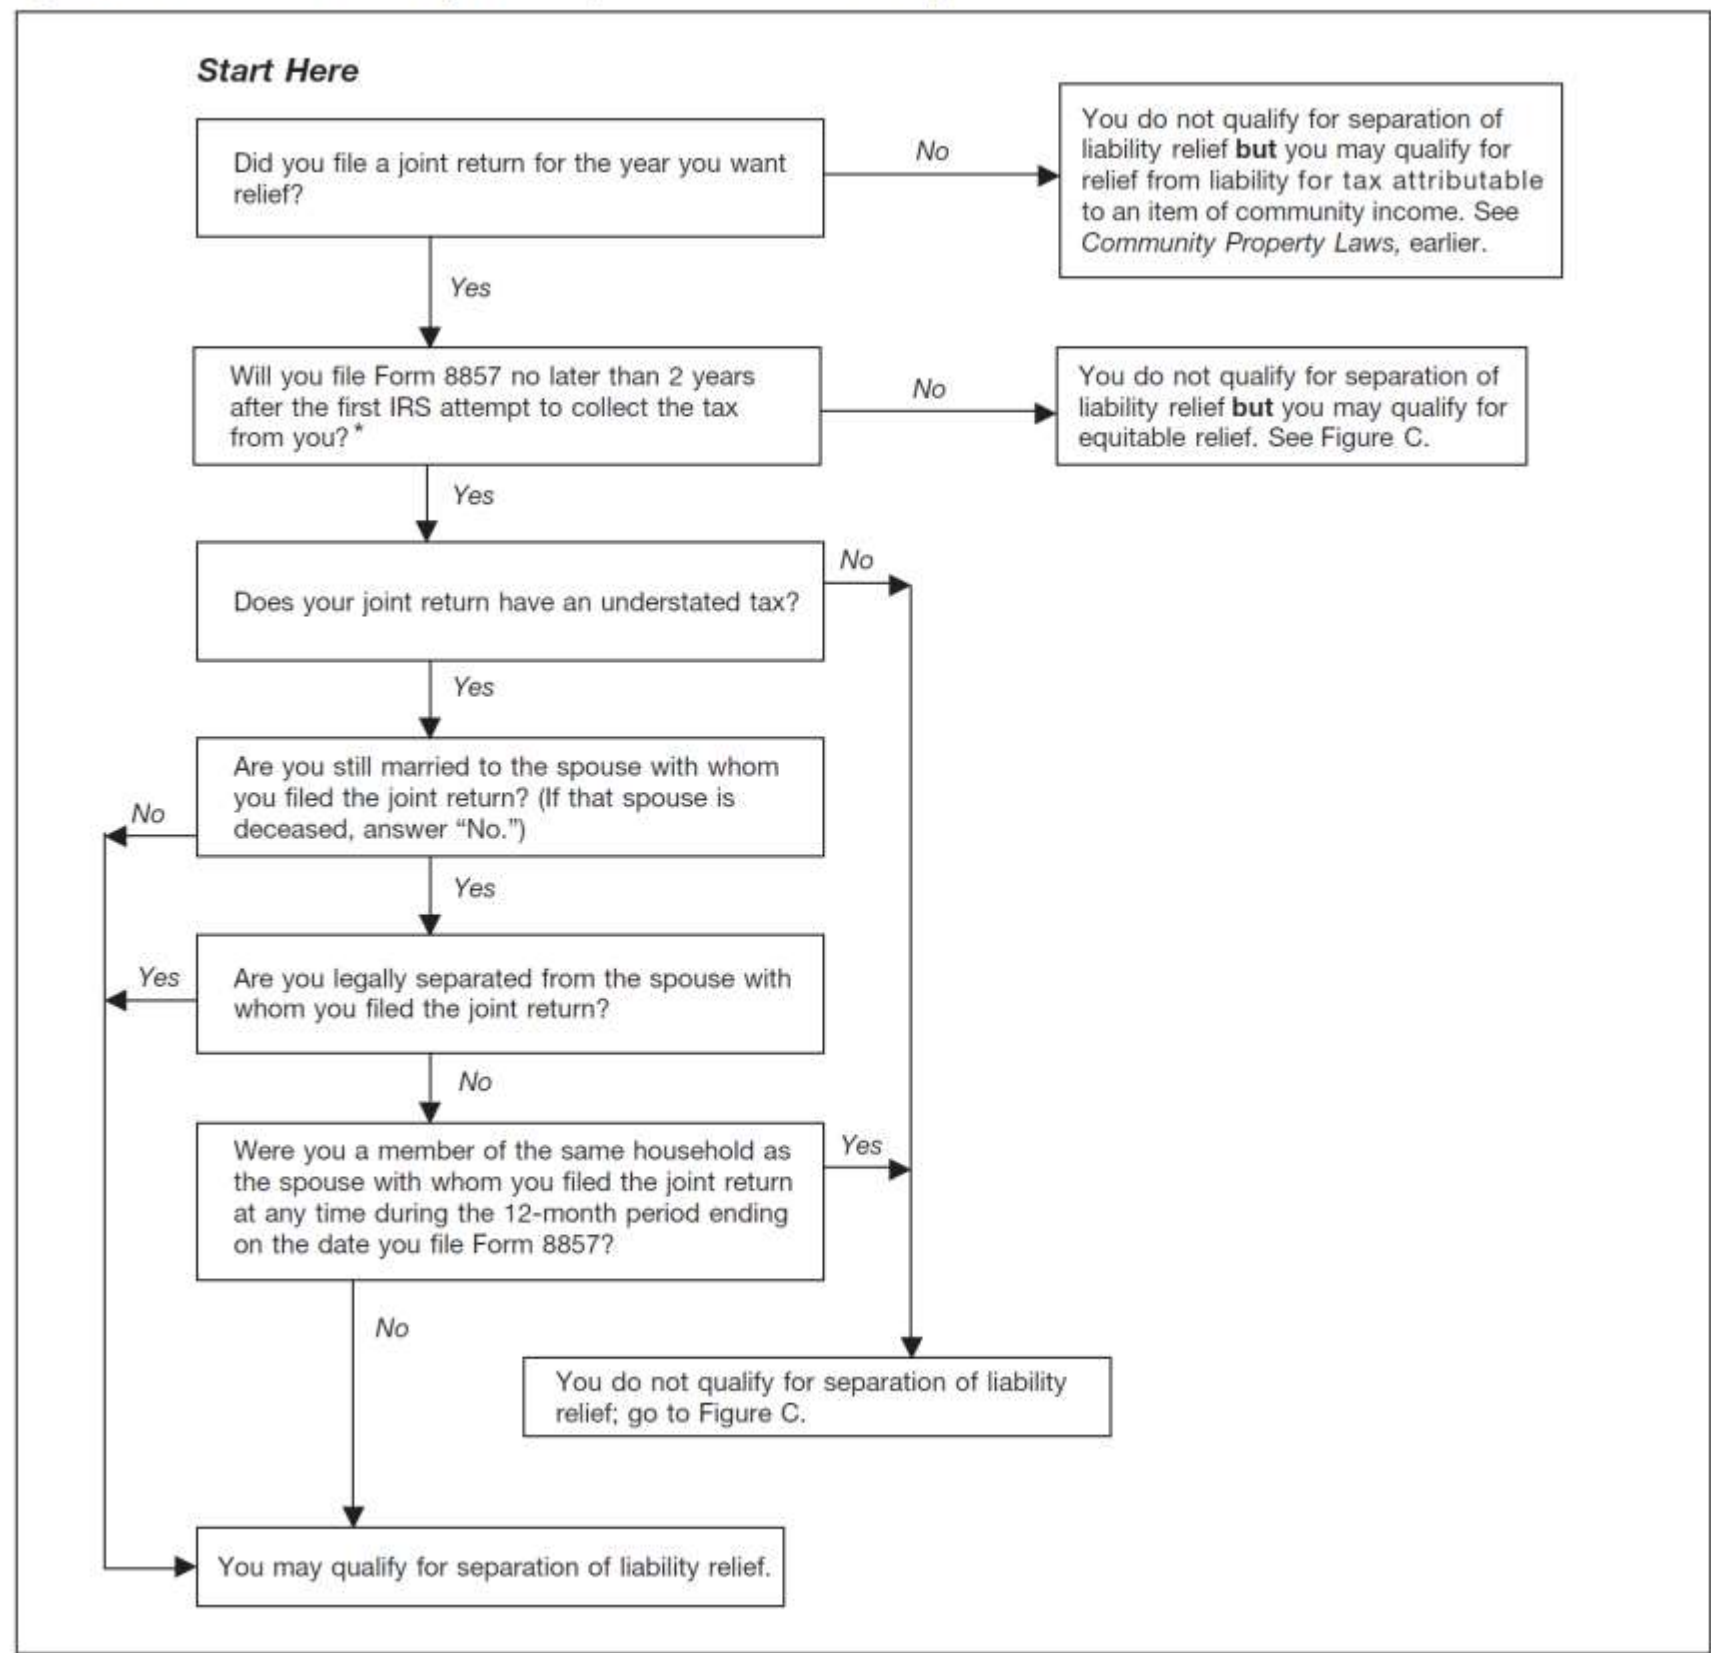 Start Here
Did you file a joint return for the year you want
relief?
No
You do not qualify for separation of
liability relief but you may qualify for
relief from liability for tax attributable
to an item of community income. See
Community Property Laws, earlier.
Yes
Will you file Form 8857 no later than 2 years
after the first IRS attempt to collect the tax
from you?*
No
You do not qualify for separation of
liability relief but you may qualify for
equitable relief. See Figure C.
Yes
Does your joint return have an understated tax?
No
Yes
Are you still married to the spouse with whom
you filed the joint return? (If that spouse is
deceased, answer “No.”)
No
Yes
Are you legally separated from the spouse with
whom you filed the joint return?
Yes
No
Were you a member of the same household as
the spouse with whom you filed the joint return
at any time during the 12-month period ending
on the date you file Form 8857?
Yes
No
You do not qualify for separation of liability
relief; go to Figure C.
You may qualify for separation of liability relief.